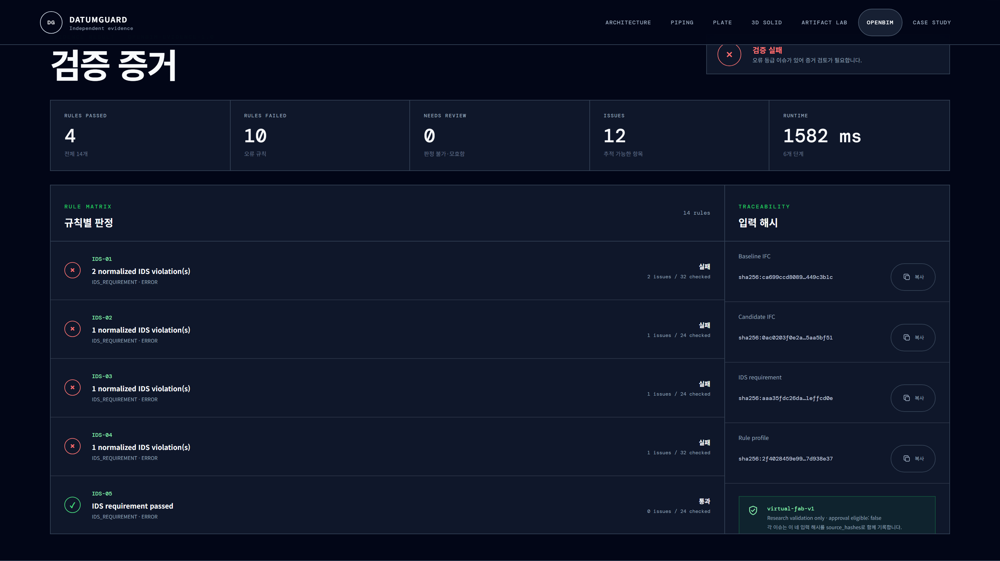 DG
DATUMGUARD
Independent evidence
ARCHITECTURE
PIPING
PLATE
3D SOLID
ARTIFACT LAB
OPENBIM
CASE STUDY
검증 증거
검증 실패
오류 등급 이슈가 있어 증거 검토가 필요합니다.
RULES PASSED
4
전체 14개
RULES FAILED
10
오류 규칙
NEEDS REVIEW
0
판정 불가·모호함
ISSUES
12
추적 가능한 항목
RUNTIME
1582 ms
6개 단계
RULE MATRIX
규칙별 판정
14 rules
IDS-01
2 normalized IDS violation(s)
IDS_REQUIREMENT · ERROR
실패
2 issues / 32 checked
IDS-02
1 normalized IDS violation(s)
IDS_REQUIREMENT · ERROR
실패
1 issues / 24 checked
IDS-03
1 normalized IDS violation(s)
IDS_REQUIREMENT · ERROR
실패
1 issues / 24 checked
IDS-04
1 normalized IDS violation(s)
IDS_REQUIREMENT · ERROR
실패
1 issues / 32 checked
IDS-05
IDS requirement passed
IDS_REQUIREMENT · ERROR
통과
0 issues / 24 checked
TRACEABILITY
입력 해시
Baseline IFC
sha256:ca699ccd8089…449c3b1c
복사
Candidate IFC
sha256:0ac0203f0e2a…5aa5bf51
복사
IDS requirement
sha256:aaa35fdc26da…1effcd0e
복사
Rule profile
sha256:2f4028459e99…7d938e37
복사
virtual-fab-v1
Research validation only · approval eligible: false
각 이슈는 이 네 입력 해시를 source_hashes로 함께 기록합니다.